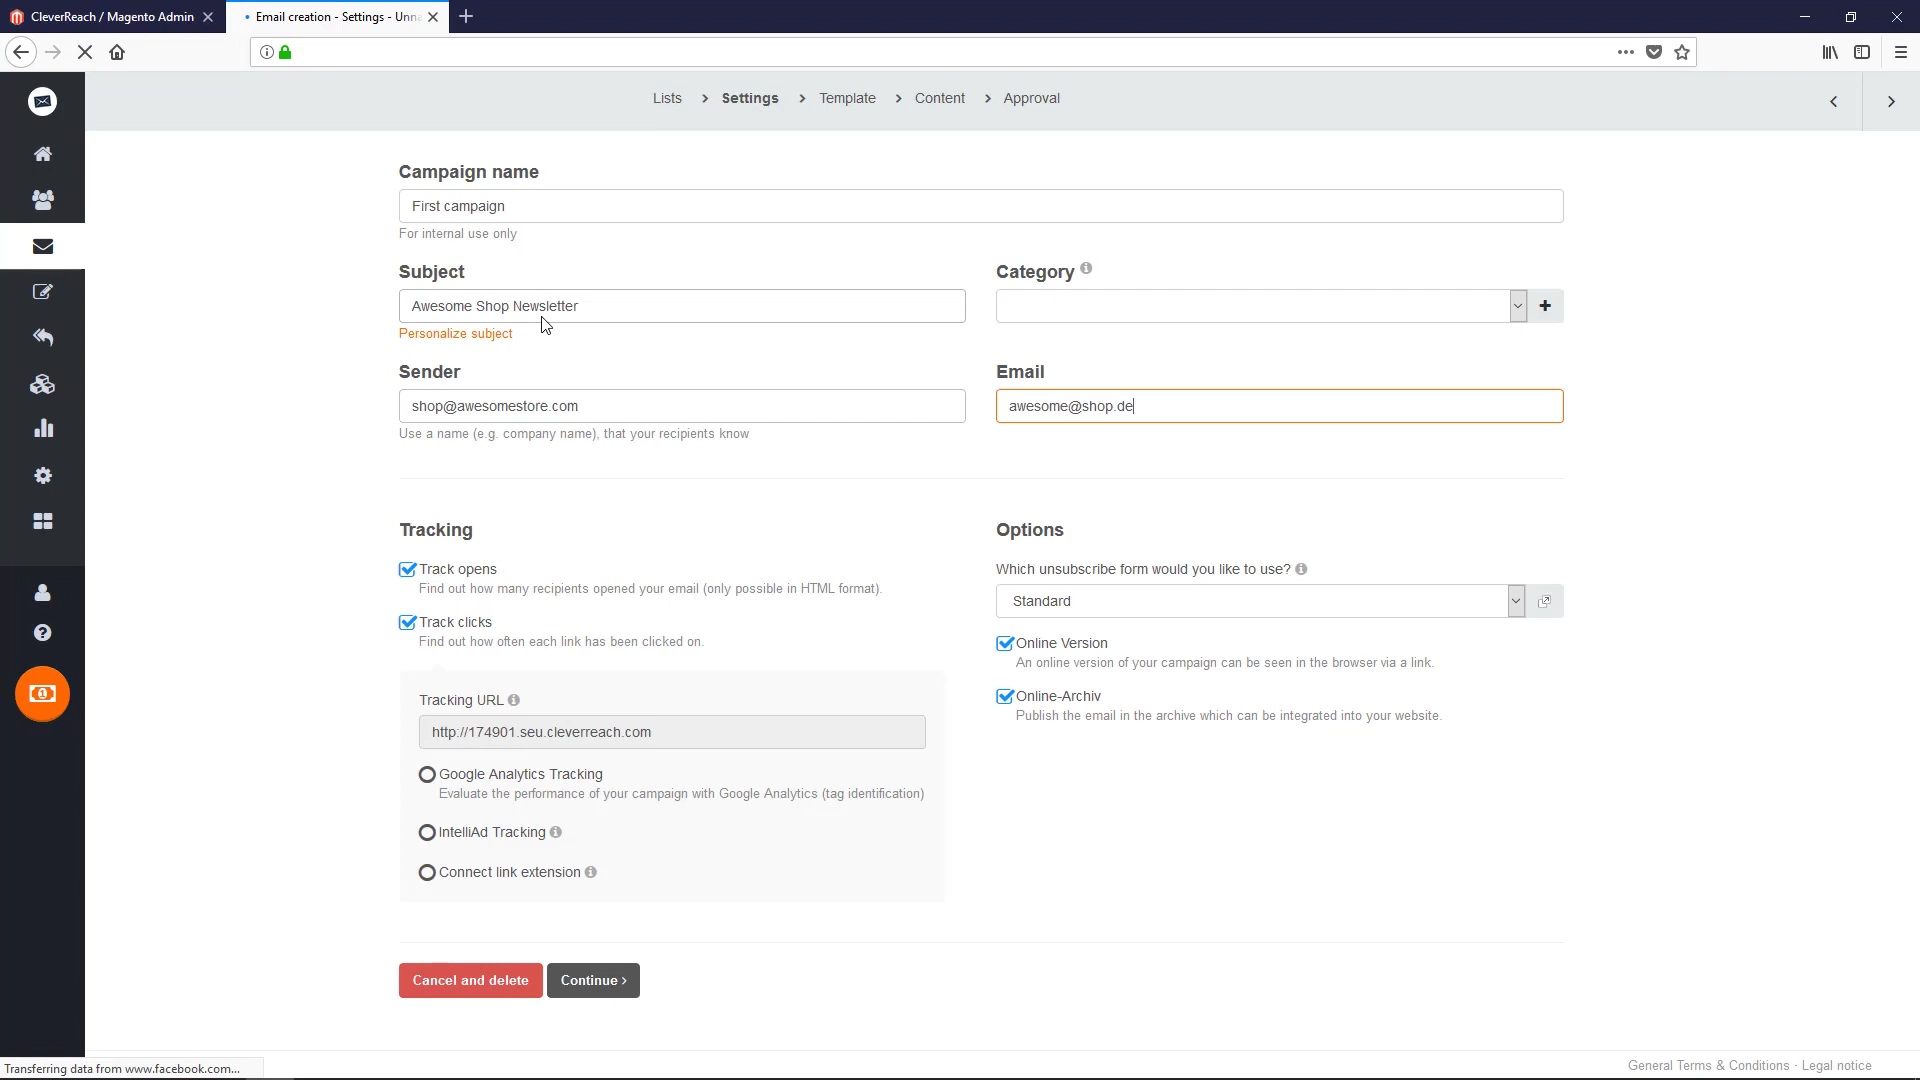 CleverReach / Magento Admin
Email creation - Settings - Unna
Lists > Settings > Template > Content > Approval
Campaign name
First campaign
For internal use only
Subject
Category
Awesome Shop Newsletter
Personalize subject
Sender
Email
shop@awesomestore.com
awesome@shop.de
Use a name (e.g. company name), that your recipients know
Tracking
Options
Track opens
Find out how many recipients opened your email (only possible in HTML format).
Which unsubscribe form would you like to use?
Standard
Track clicks
Find out how often each link has been clicked on.
Online Version
An online version of your campaign can be seen in the browser via a link.
Online-Archiv
Publish the email in the archive which can be integrated into your website.
Tracking URL
http://174901.seu.cleverreach.com
Google Analytics Tracking
Evaluate the performance of your campaign with Google Analytics (tag identification)
IntelliAd Tracking
Connect link extension
Cancel and delete
Continue ›
General Terms & Conditions · Legal notice
Transferring data from www.facebook.com...